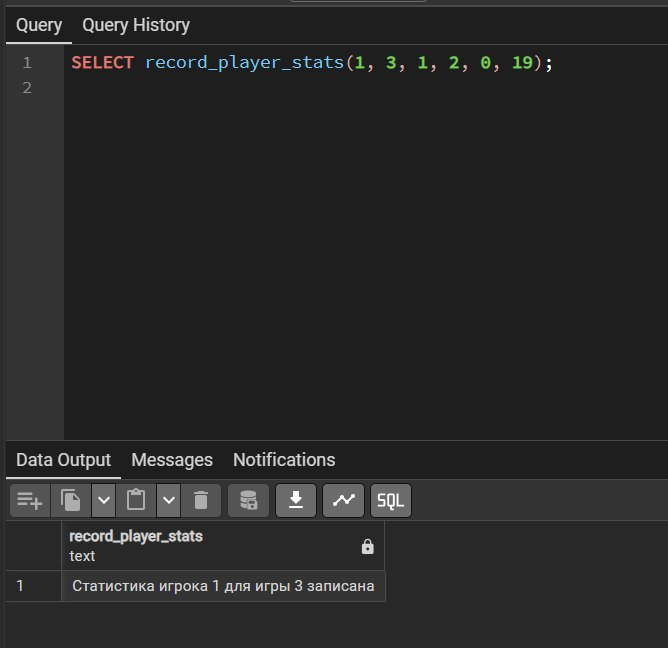 Query Query History
1 SELECT record_player_stats(1, 3, 1, 2, 0, 19);
2
Data Output Messages Notifications
SQL
record_player_stats
text
1 Статистика игрока 1 для игры 3 записана